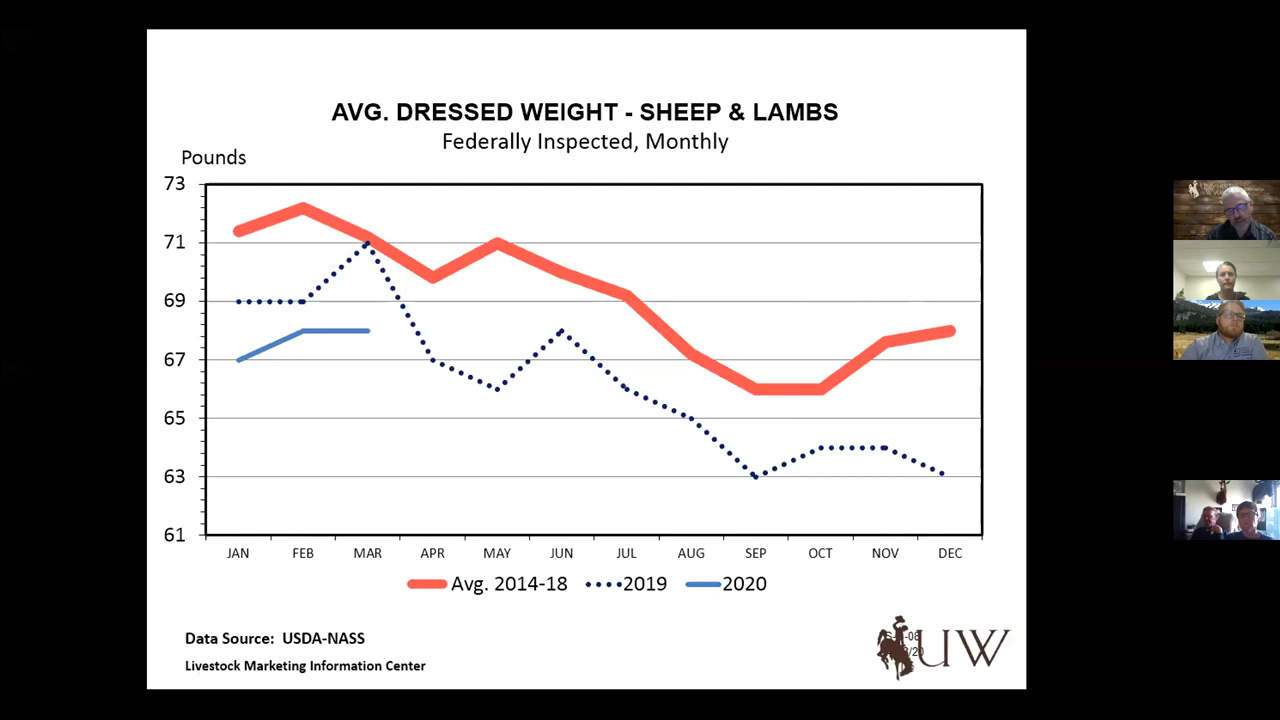 AVG. DRESSED WEIGHT - SHEEP & LAMBS
Federally Inspected, Monthly
Pounds
73
71
69
67
65
63
61
JAN FEB MAR APR MAY JUN JUL AUG SEP OCT NOV DEC
Avg. 2014-18 2019 2020
Data Source: USDA-NASS
Livestock Marketing Information Center
UW